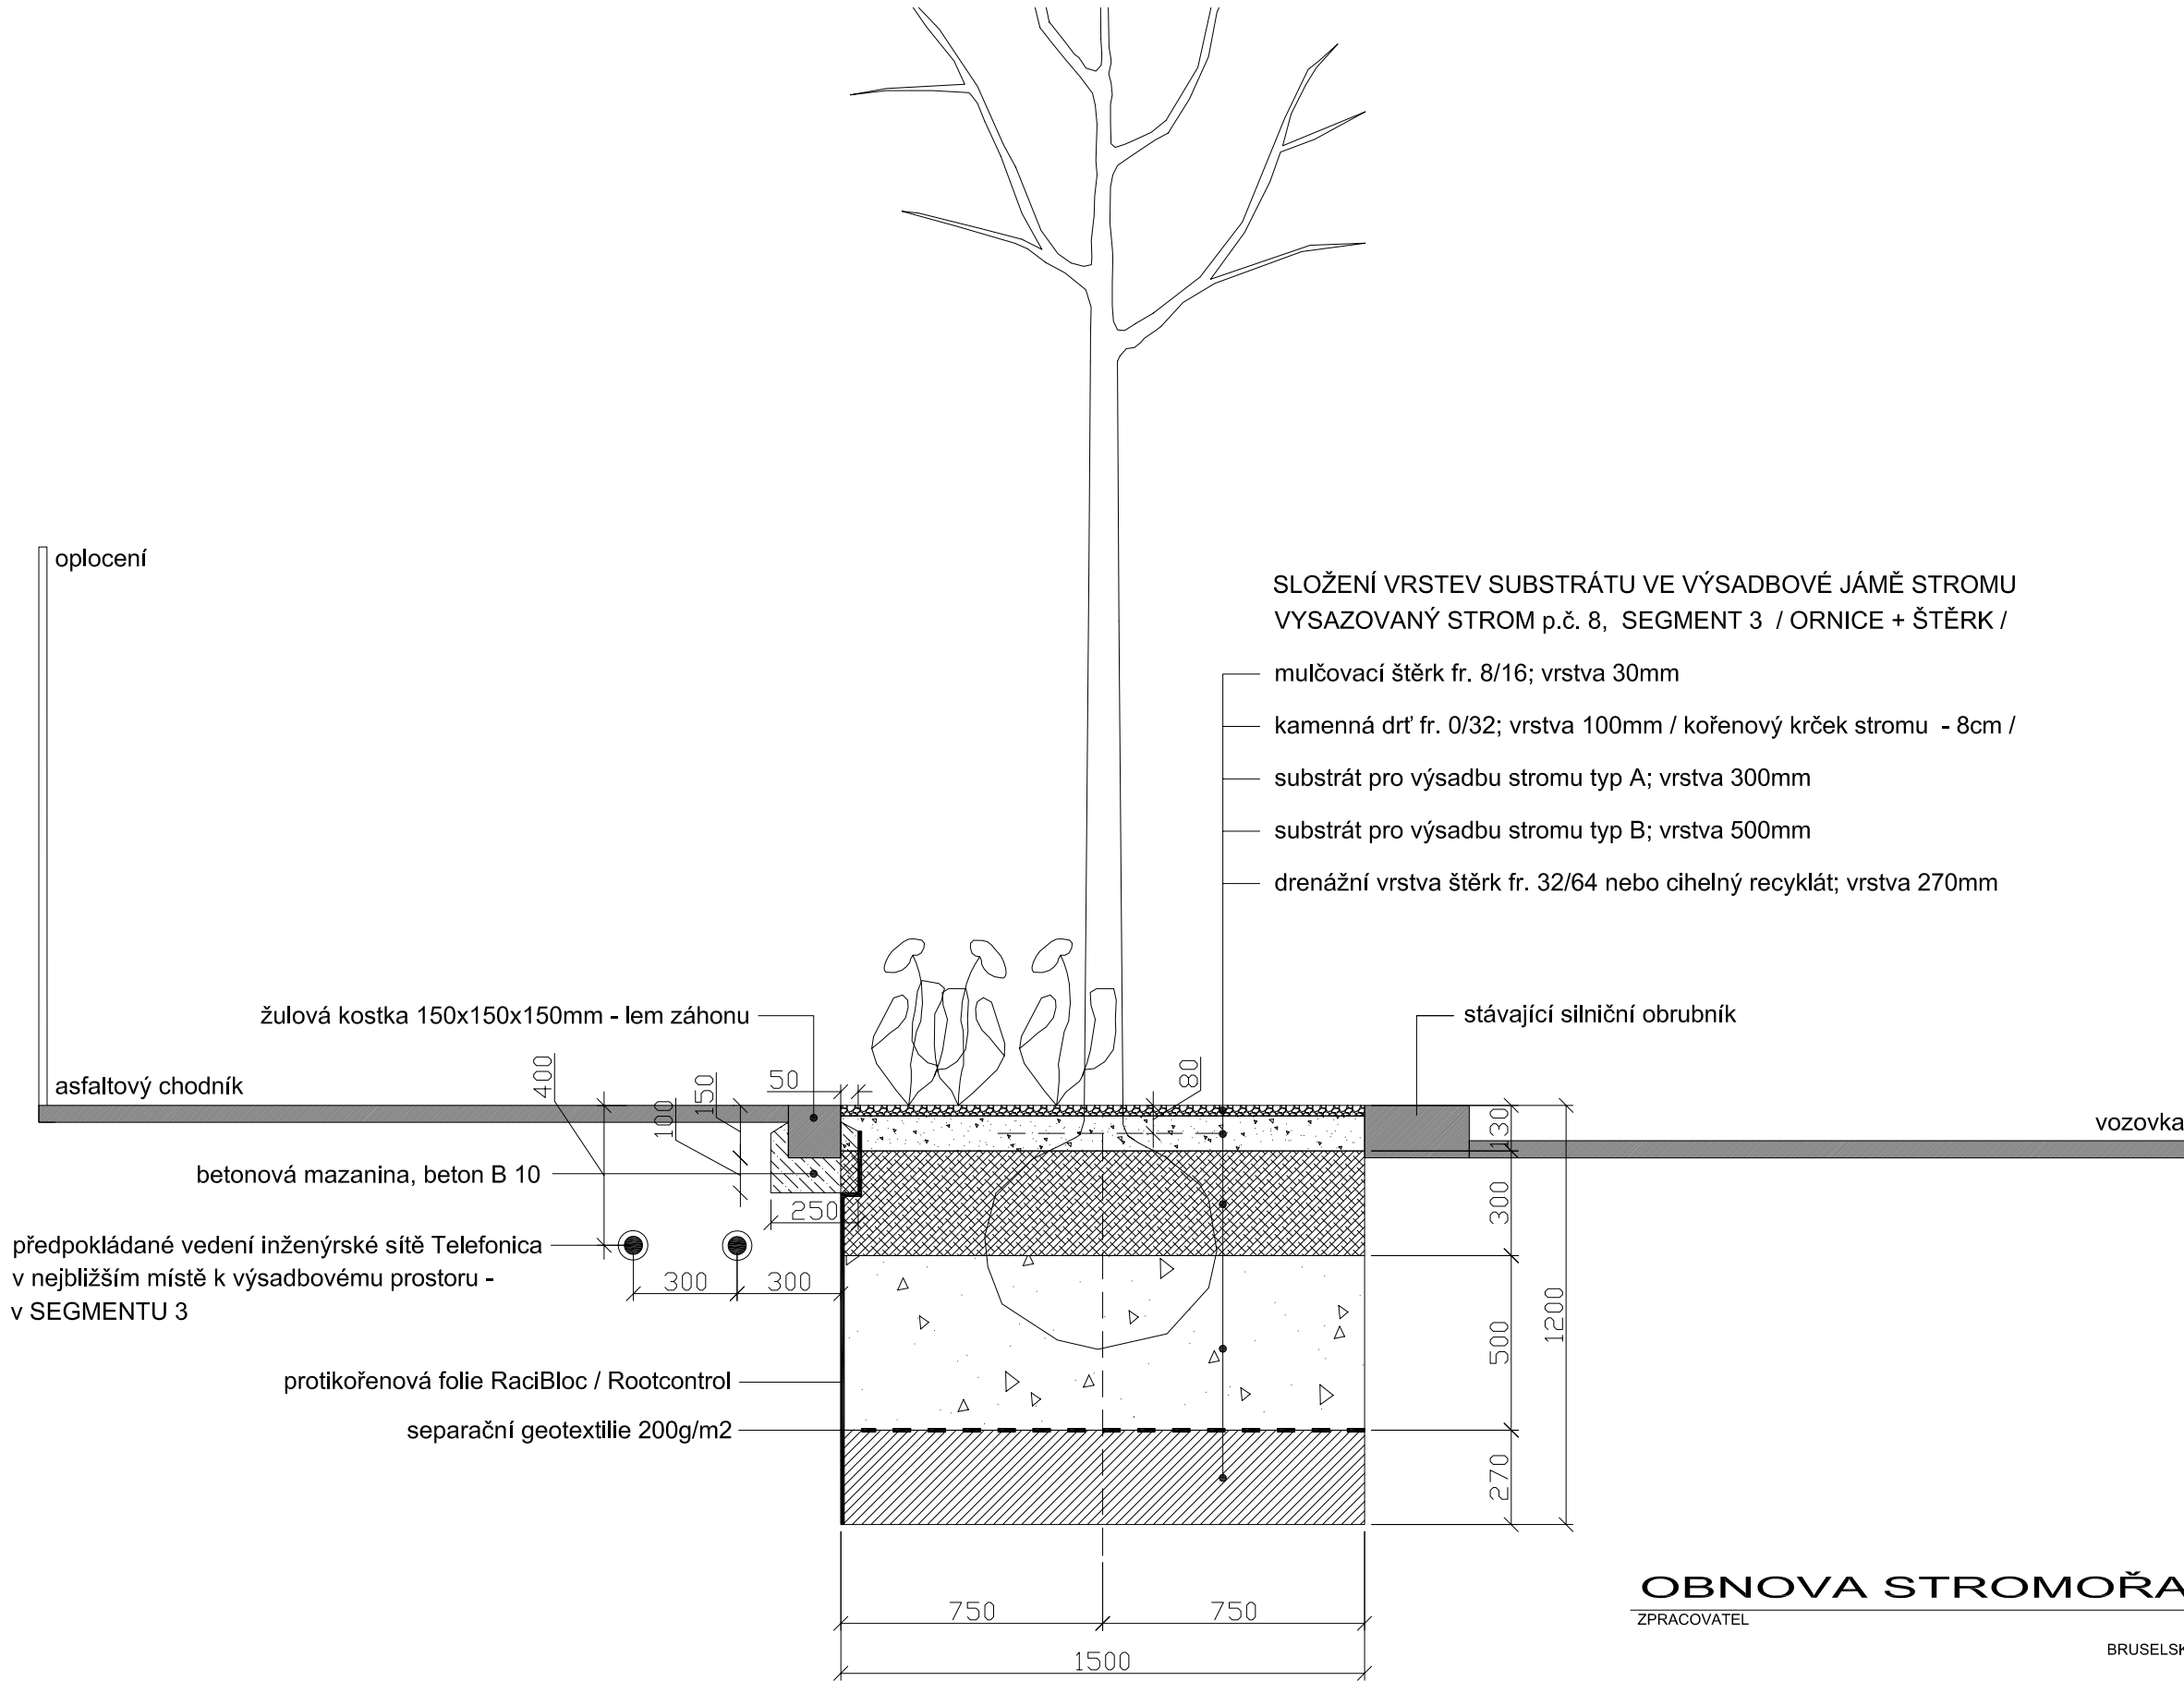 oplocení
SLOŽENÍ VRSTEV SUBSTRÁTU VE VÝSADBOVÉ JÁMĚ STROMU
VYSAZOVANÝ STROM p.č. 8, SEGMENT 3 / ORNICE + ŠTĚRK /
mulčovací štěrk fr. 8/16; vrstva 30mm
kamenná drť fr. 0/32; vrstva 100mm / kořenový krček stromu - 8cm /
substrát pro výsadbu stromu typ A; vrstva 300mm
substrát pro výsadbu stromu typ B; vrstva 500mm
drenážní vrstva štěrk fr. 32/64 nebo cihelný recyklát; vrstva 270mm
žulová kostka 150x150x150mm - lem záhonu
stávající silniční obrubník
asfaltový chodník
400
150
100
50
80
130
vozovka
betonová mazanina, beton B 10
250
300
předpokládané vedení inženýrské sítě Telefonica
v nejbližším místě k výsadbovému prostoru -
v SEGMENTU 3
300
300
500
1200
protikořenová folie RaciBloc / Rootcontrol
separační geotextilie 200g/m2
270
750
750
1500
OBNOVA STROMOŘA
ZPRACOVATEL
BRUSELSK